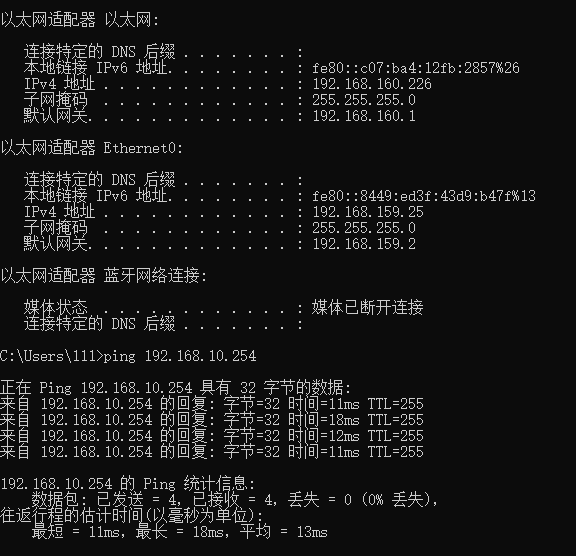 以太网适配器 以太网:
连接特定的 DNS 后缀 . . . . . . . :
本地链接 IPv6 地址. . . . . . . . : fe80::c07:ba4:12fb:2857%26
IPv4 地址 . . . . . . . . . . . . : 192.168.160.226
子网掩码 . . . . . . . . . . . . : 255.255.255.0
默认网关. . . . . . . . . . . . . : 192.168.160.1
以太网适配器 Ethernet0:
连接特定的 DNS 后缀 . . . . . . . :
本地链接 IPv6 地址. . . . . . . . : fe80::8449:ed3f:43d9:b47f%13
IPv4 地址 . . . . . . . . . . . . : 192.168.159.25
子网掩码 . . . . . . . . . . . . : 255.255.255.0
默认网关. . . . . . . . . . . . . : 192.168.159.2
以太网适配器 蓝牙网络连接:
媒体状态 . . . . . . . . . . . . : 媒体已断开连接
连接特定的 DNS 后缀 . . . . . . . :
C:\Users\lll>ping 192.168.10.254
正在 Ping 192.168.10.254 具有 32 字节的数据:
来自 192.168.10.254 的回复: 字节=32 时间=11ms TTL=255
来自 192.168.10.254 的回复: 字节=32 时间=18ms TTL=255
来自 192.168.10.254 的回复: 字节=32 时间=12ms TTL=255
来自 192.168.10.254 的回复: 字节=32 时间=11ms TTL=255
192.168.10.254 的 Ping 统计信息:
数据包: 已发送 = 4, 已接收 = 4, 丢失 = 0 (0% 丢失),
往返行程的估计时间(以毫秒为单位):
最短 = 11ms, 最长 = 18ms, 平均 = 13ms